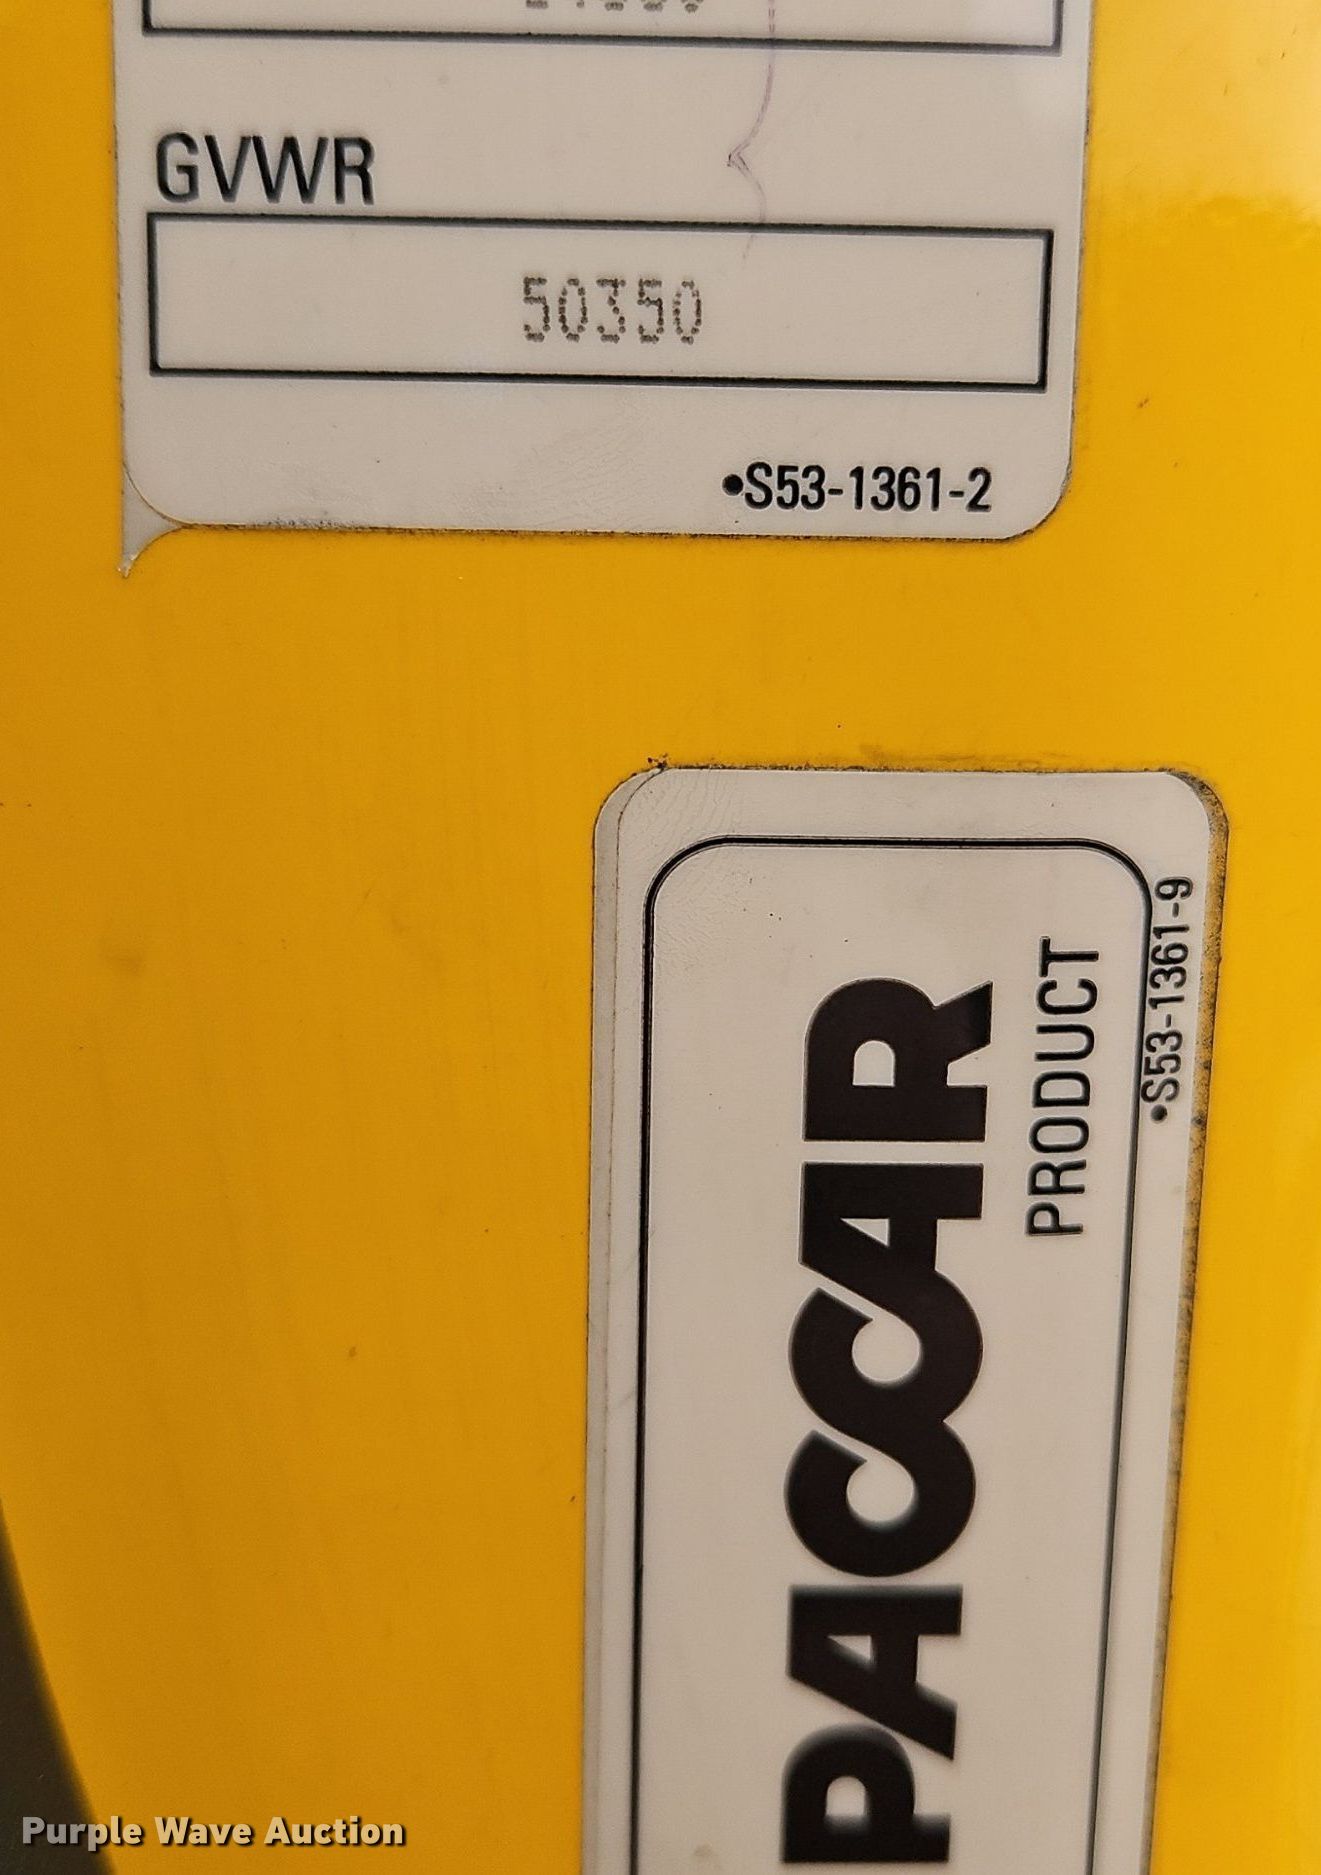 GVWR
50350
•S53-1361-2
PACCAR
PRODUCT
•S53-1361-9
Purple Wave Auction